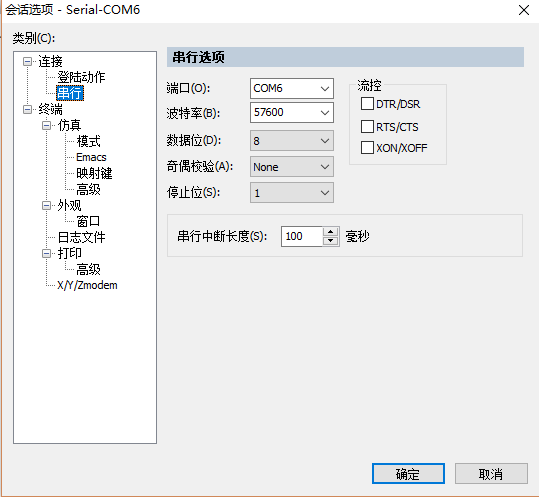 会话选项 - Serial-COM6
类别(C):
连接
登陆动作
串行
终端
仿真
模式
Emacs
映射键
高级
外观
窗口
日志文件
打印
高级
X/Y/Zmodem
串行选项
端口(O): COM6
波特率(B): 57600
数据位(D): 8
奇偶校验(A): None
停止位(S): 1
流控
DTR/DSR
RTS/CTS
XON/XOFF
串行中断长度(S): 100 毫秒
确定 取消